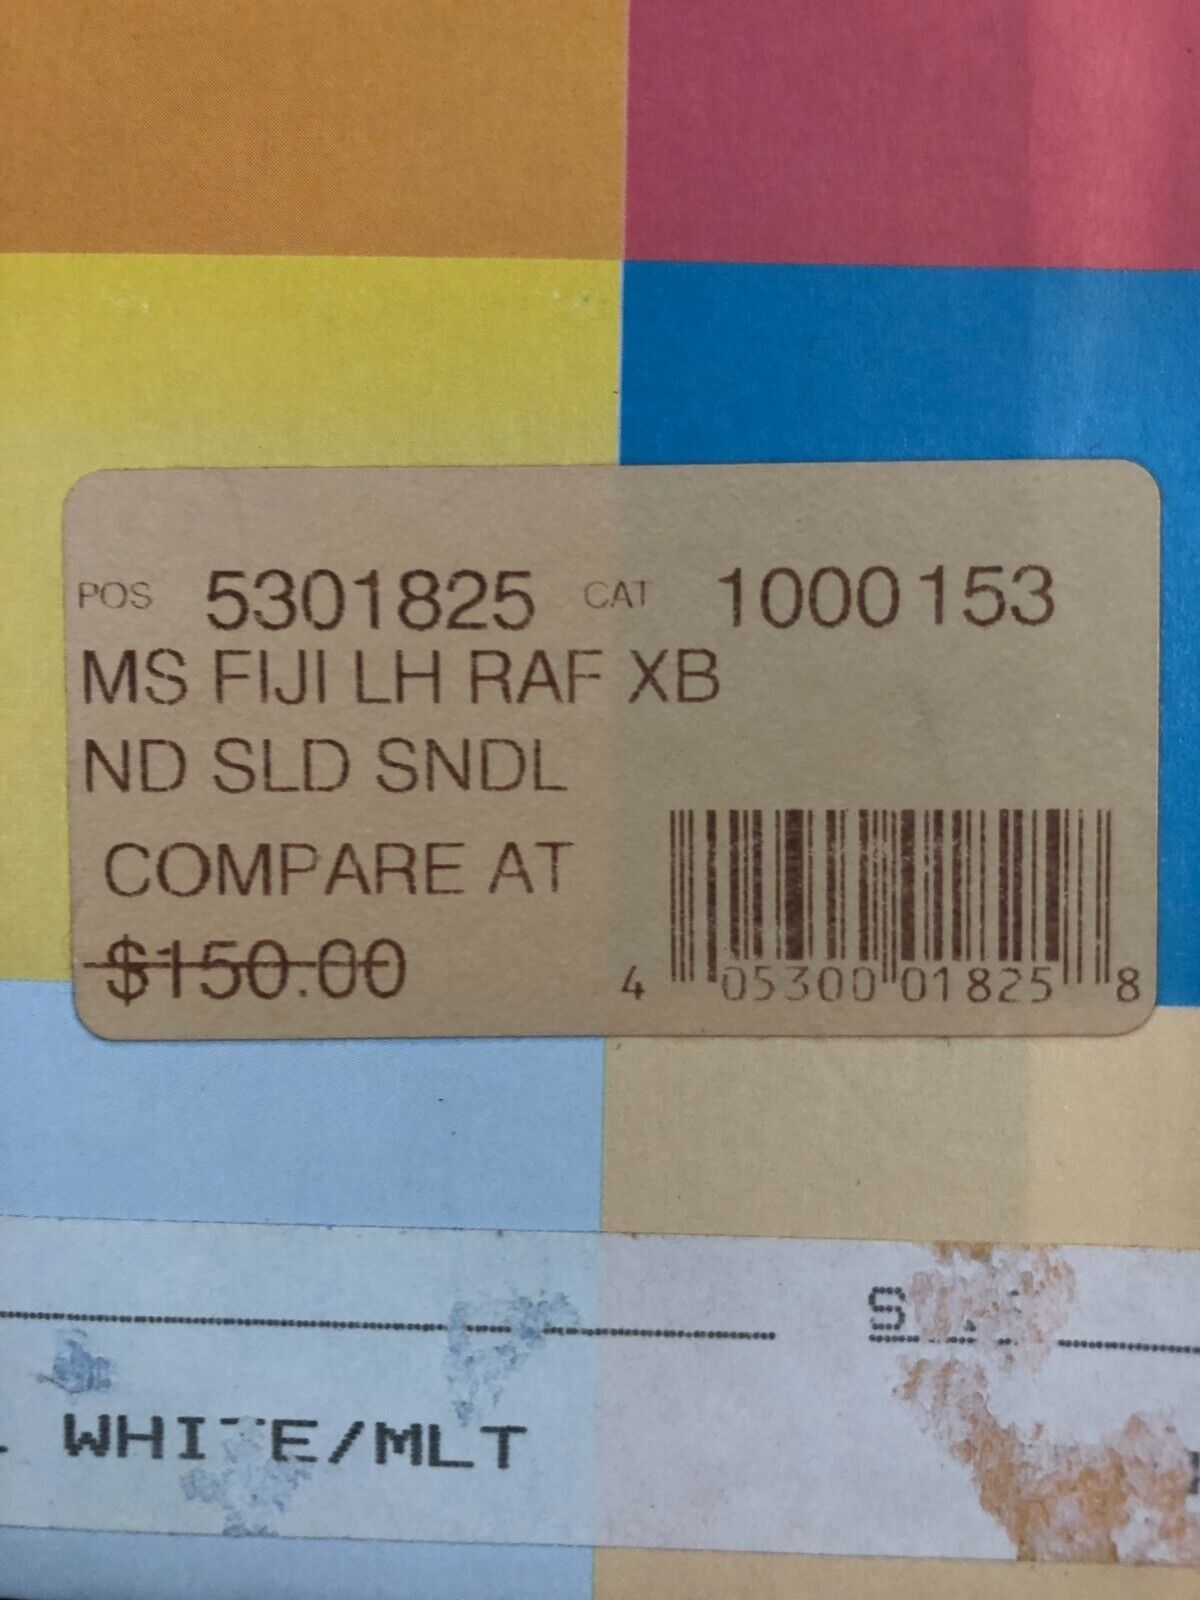 POS 5301825 CAT 1000153
MS FIJI LH RAF XB
ND SLD SNDL
COMPARE AT
$150.00
4 05300 01825 8
WHITE/MLT